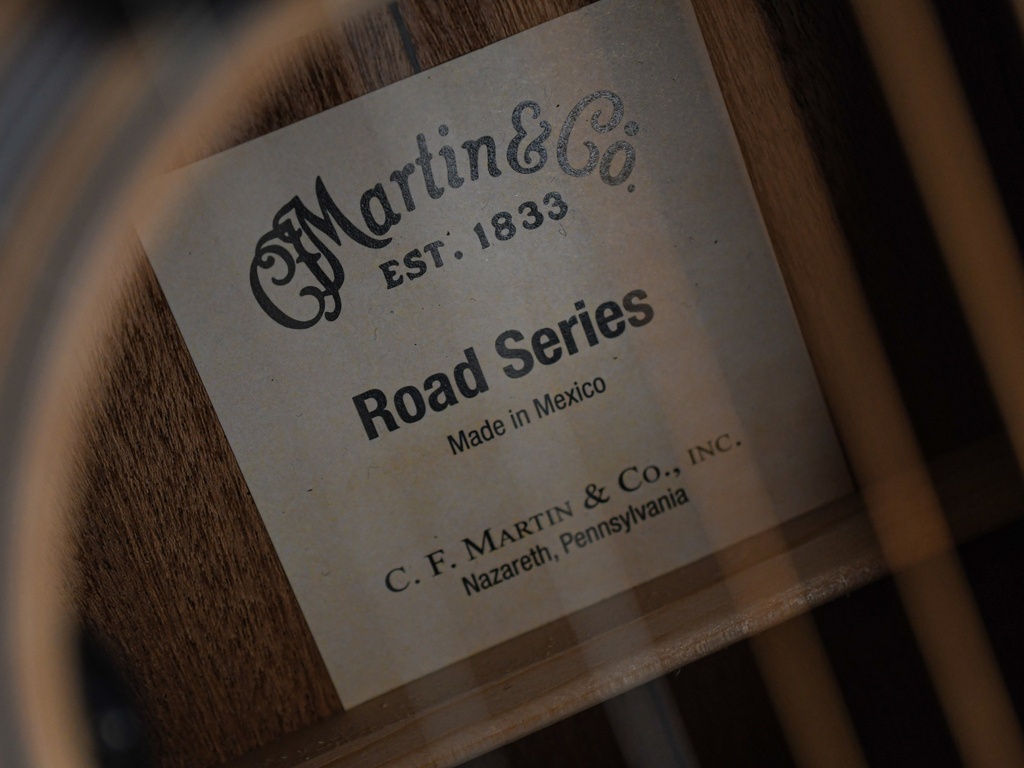 CFMartin & Co.
EST. 1833
Road Series
Made in Mexico
C. F. MARTIN & CO., INC.
Nazareth, Pennsylvania